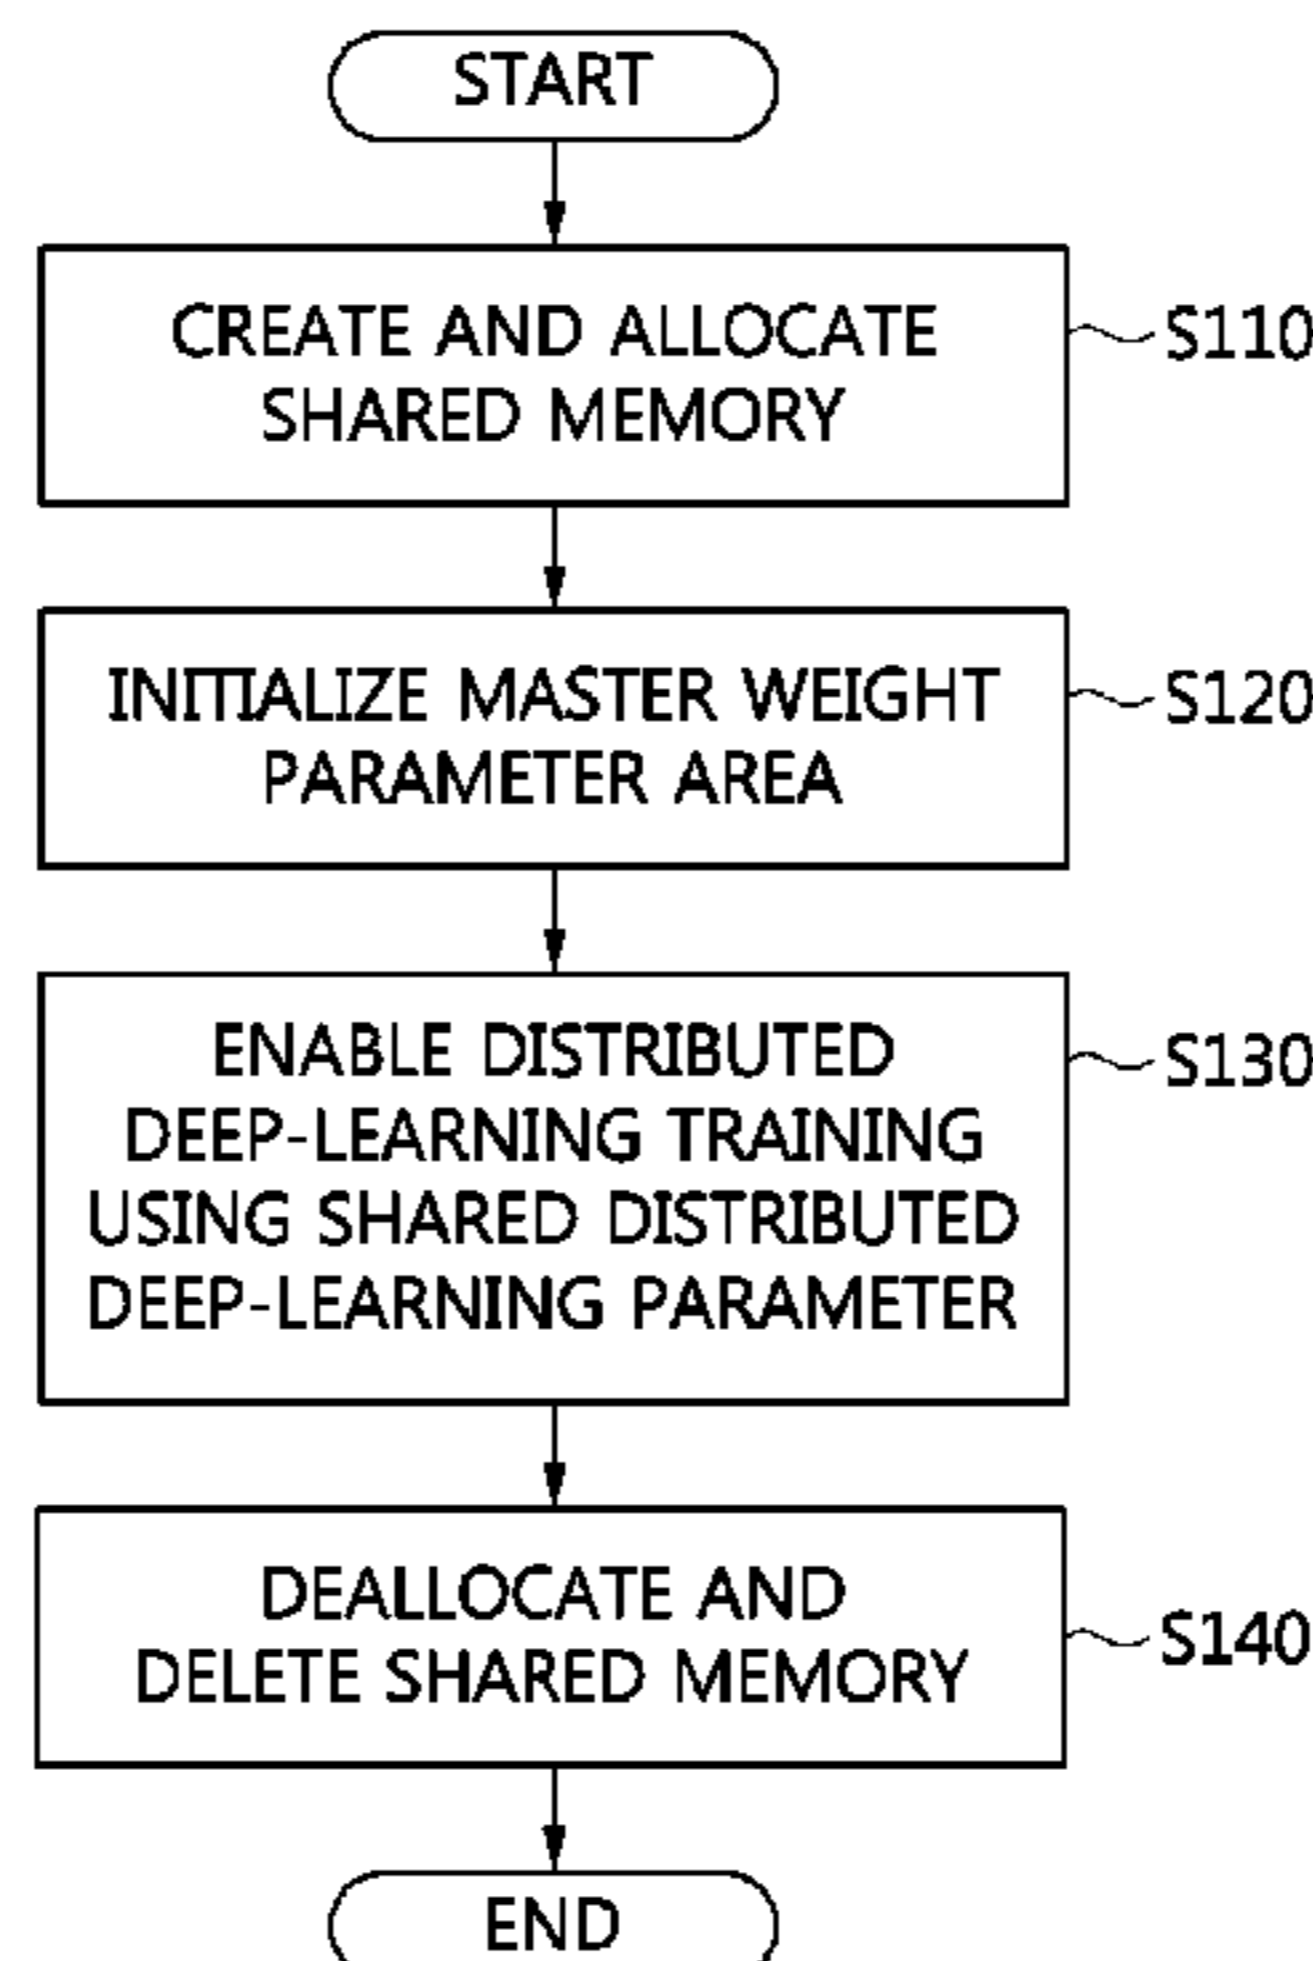 START
CREATE AND ALLOCATE
SHARED MEMORY
S110
INITIALIZE MASTER WEIGHT
PARAMETER AREA
S120
ENABLE DISTRIBUTED
DEEP-LEARNING TRAINING
USING SHARED DISTRIBUTED
DEEP-LEARNING PARAMETER
S130
DEALLOCATE AND
DELETE SHARED MEMORY
S140
END